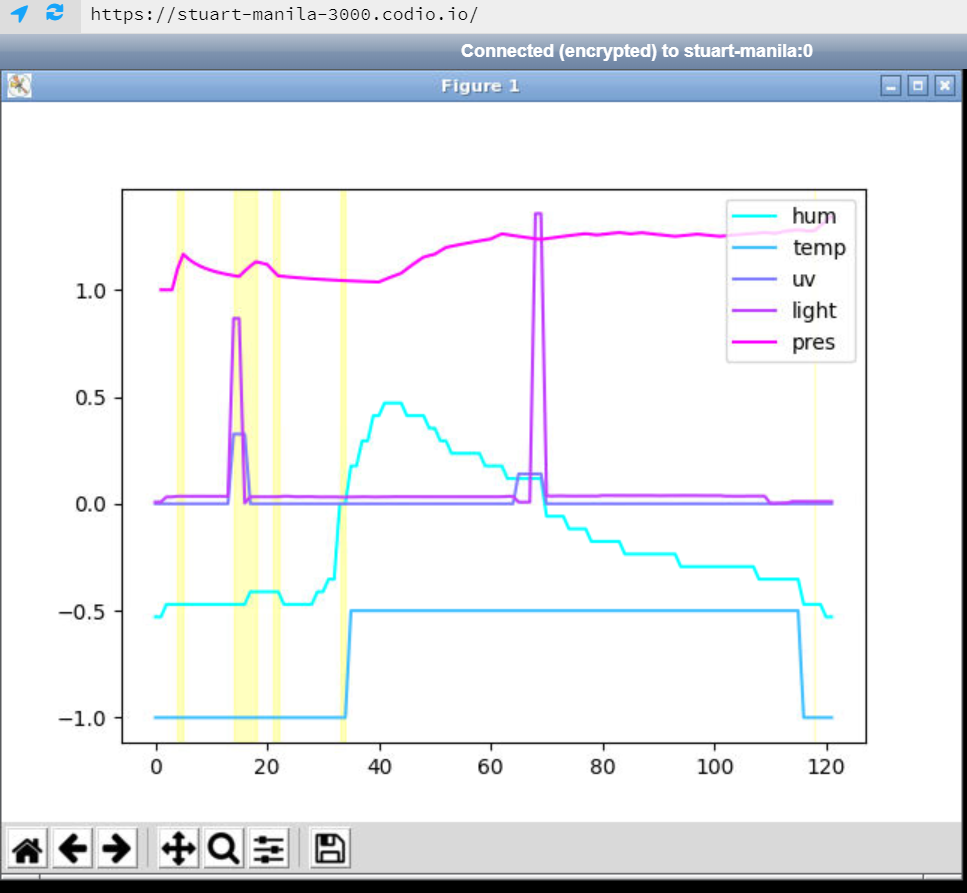 https://stuart-manila-3000.codio.io/
Connected (encrypted) to stuart-manila:0
Figure 1
hum
temp
uv
light
pres
1.0
0.5
0.0
−0.5
−1.0
0 20 40 60 80 100 120